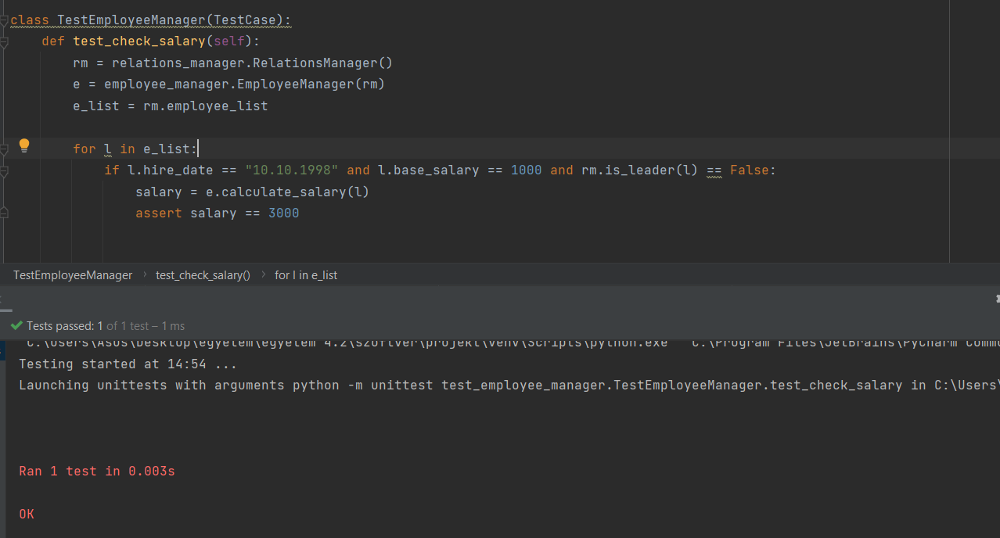 class TestEmployeeManager(TestCase):
    def test_check_salary(self):
        rm = relations_manager.RelationsManager()
        e = employee_manager.EmployeeManager(rm)
        e_list = rm.employee_list
        for l in e_list:
            if l.hire_date == "10.10.1998" and l.base_salary == 1000 and rm.is_leader(l) == False:
                salary = e.calculate_salary(l)
                assert salary == 3000
TestEmployeeManager › test_check_salary() › for l in e_list
Tests passed: 1 of 1 test – 1 ms
C:\Users\Asus\Desktop\egyetem\egyetem 4.2\szoftver\projekt\venv\Scripts\python.exe "C:\Program Files\JetBrains\PyCharm Commu
Testing started at 14:54 ...
Launching unittests with arguments python -m unittest test_employee_manager.TestEmployeeManager.test_check_salary in C:\Users\
Ran 1 test in 0.003s
OK